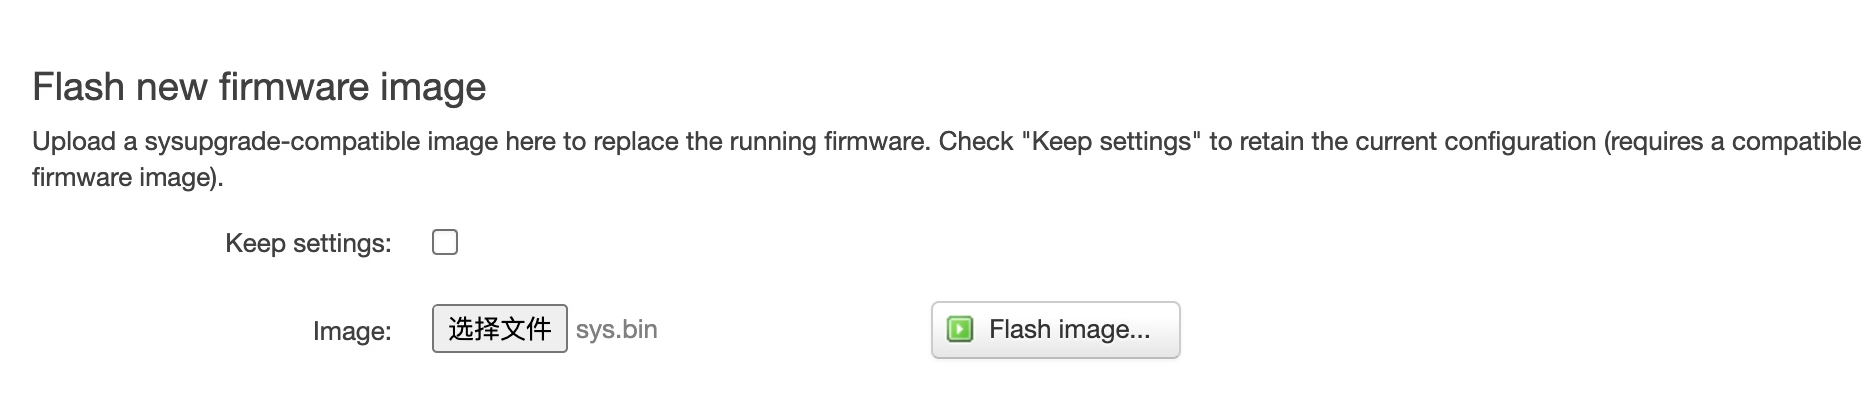 Flash new firmware image
Upload a sysupgrade-compatible image here to replace the running firmware. Check "Keep settings" to retain the current configuration (requires a compatible
firmware image).
Keep settings:
Image: 选择文件 sys.bin Flash image...